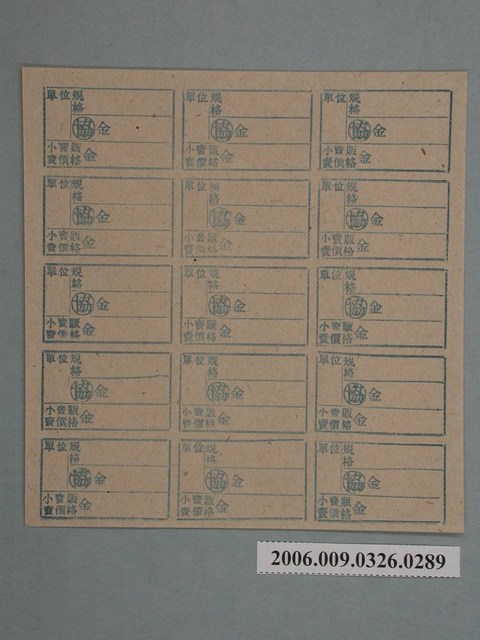 單位規
格
協 金
小賣販
賣價格 金
單位規
格
協 金
小賣販
賣價格 金
單位規
格
協 金
小賣販
賣價格 金
單位規
格
協 金
小賣販
賣價格 金
單位規
格
協 金
小賣販
賣價格 金
單位規
格
協 金
小賣販
賣價格 金
單位規
格
協 金
小賣販
賣價格 金
單位規
格
協 金
小賣販
賣價格 金
單位規
格
協 金
小賣販
賣價格 金
單位規
格
協 金
小賣販
賣價格 金
單位規
格
協 金
小賣販
賣價格 金
單位規
格
協 金
小賣販
賣價格 金
單位規
格
協 金
小賣販
賣價格 金
單位規
格
協 金
小賣販
賣價格 金
單位規
格
協 金
小賣販
賣價格 金
2006.009.0326.0289